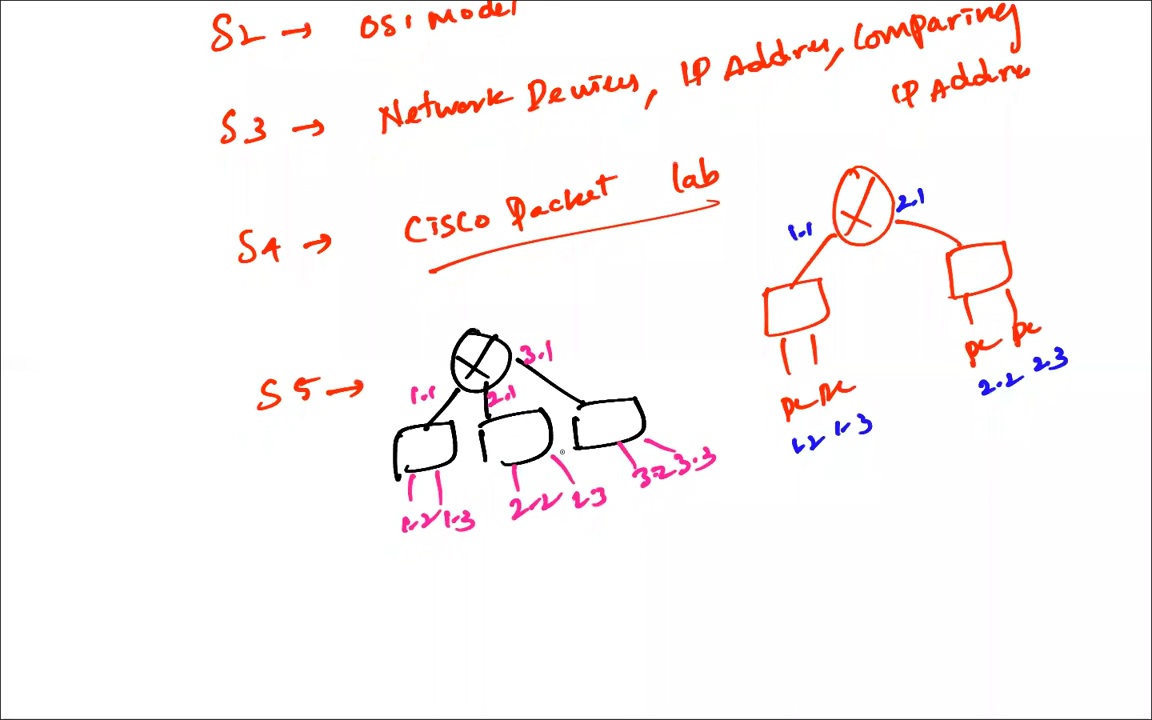 S2 → OSI Model
S3 → Network Devices, IP Address, Comparing
IP Address
S4 → Cisco Packet lab
1.1 2.1
PC PC
1.2 1.3
PC PC
2.2 2.3
S5 →
1.1 2.1 3.1
1.2 1.3 2.2 2.3 3.2 3.3